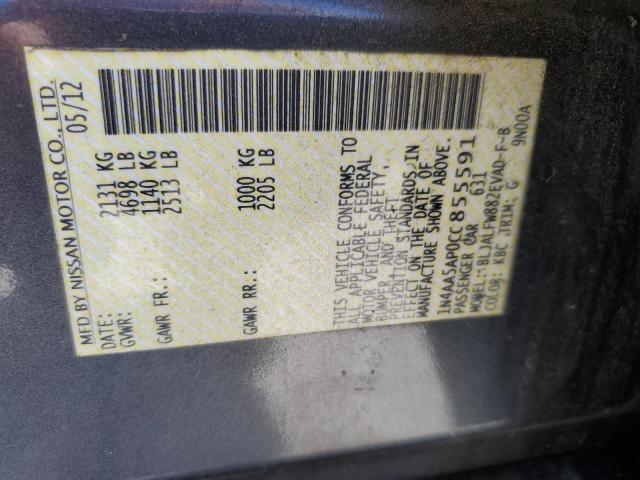 MFD BY NISSAN MOTOR CO., LTD.
DATE: 05/12
GVWR: 2131 KG
4698 LB
GAWR FR.: 1140 KG
2513 LB
GAWR RR.: 1000 KG
2205 LB
THIS VEHICLE CONFORMS TO
ALL APPLICABLE FEDERAL
MOTOR VEHICLE SAFETY,
BUMPER, AND THEFT
PREVENTION STANDARDS IN
EFFECT ON THE DATE OF
MANUFACTURE SHOWN ABOVE.
1N4AA5AP0CC855591
PASSENGER CAR 631
MODEL: BLJALFW882EVAD-F-B
COLOR: KBC TRIM: G 9N00A